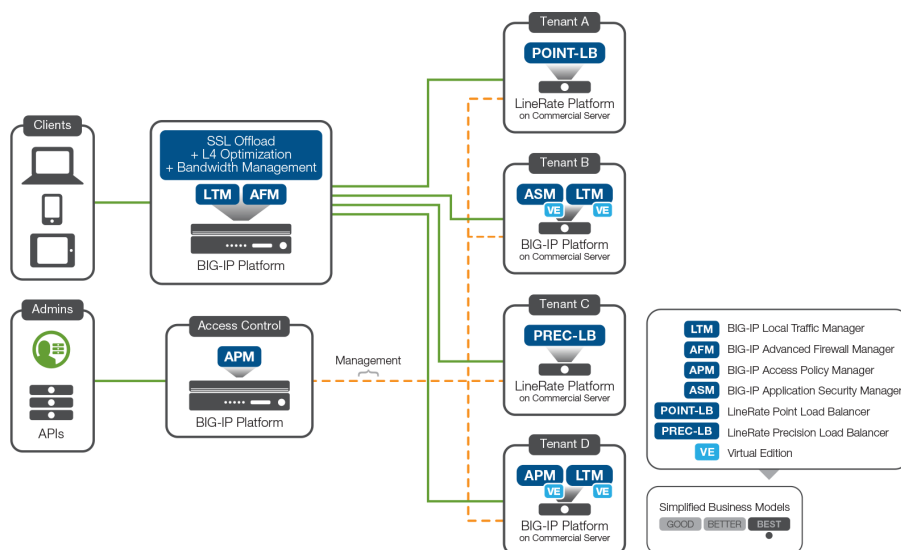 Clients
SSL Offload
+ L4 Optimization
+ Bandwidth Management
LTM AFM
BIG-IP Platform
Admins
APIs
Access Control
APM
BIG-IP Platform
Management
Tenant A
POINT-LB
LineRate Platform
on Commercial Server
Tenant B
ASM LTM
VE VE
BIG-IP Platform
on Commercial Server
Tenant C
PREC-LB
LineRate Platform
on Commercial Server
Tenant D
APM LTM
VE VE
BIG-IP Platform
on Commercial Server
LTM BIG-IP Local Traffic Manager
AFM BIG-IP Advanced Firewall Manager
APM BIG-IP Access Policy Manager
ASM BIG-IP Application Security Manager
POINT-LB LineRate Point Load Balancer
PREC-LB LineRate Precision Load Balancer
VE Virtual Edition
Simplified Business Models
GOOD BETTER BEST